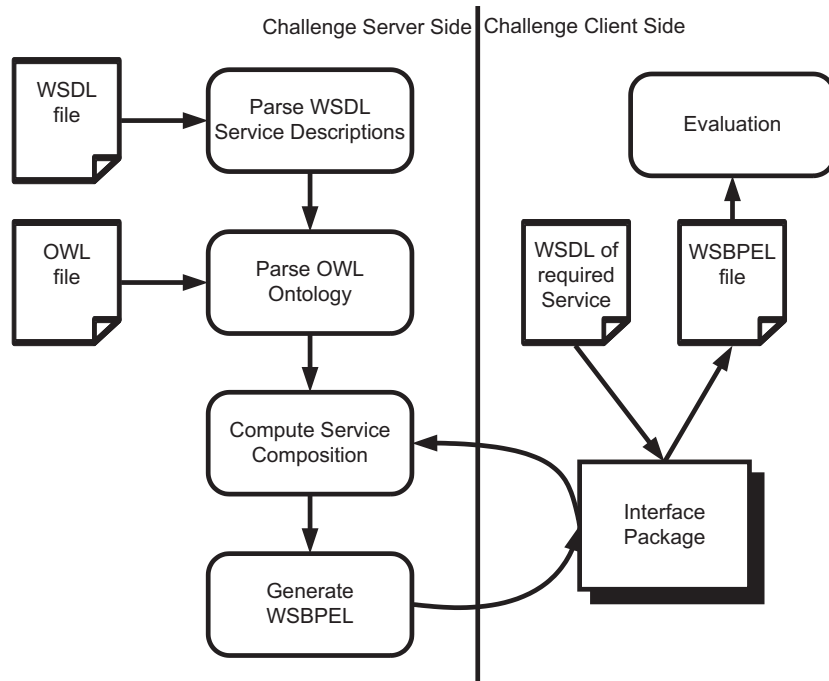 Challenge Server Side
Challenge Client Side
WSDL
file
Parse WSDL
Service Descriptions
Evaluation
OWL
file
Parse OWL
Ontology
WSDL of
required
Service
WSBPEL
file
Compute Service
Composition
Interface
Package
Generate
WSBPEL